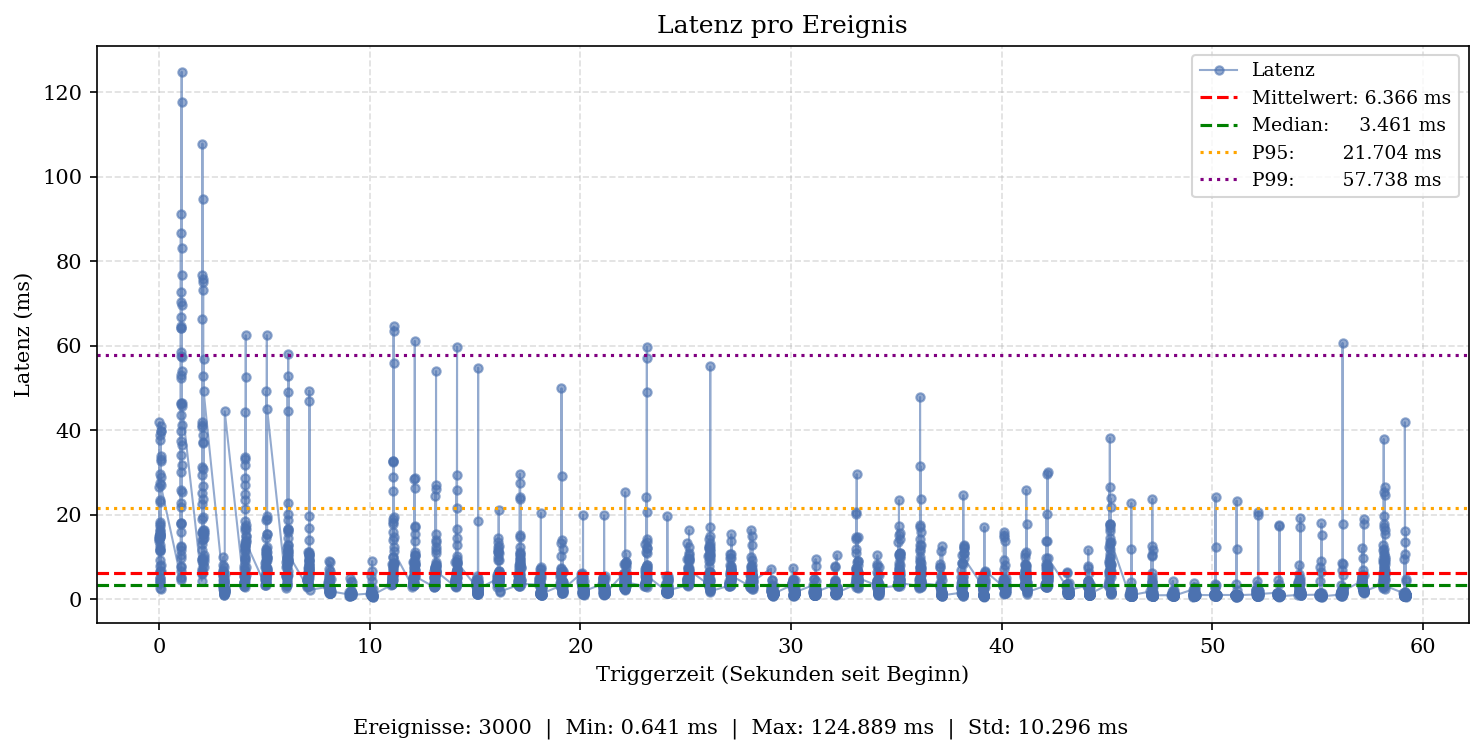 Latenz pro Ereignis
Latenz (ms)
120
100
80
60
40
20
0
Latenz
Mittelwert: 6.366 ms
Median: 3.461 ms
P95: 21.704 ms
P99: 57.738 ms
0 10 20 30 40 50 60
Triggerzeit (Sekunden seit Beginn)
Ereignisse: 3000 | Min: 0.641 ms | Max: 124.889 ms | Std: 10.296 ms